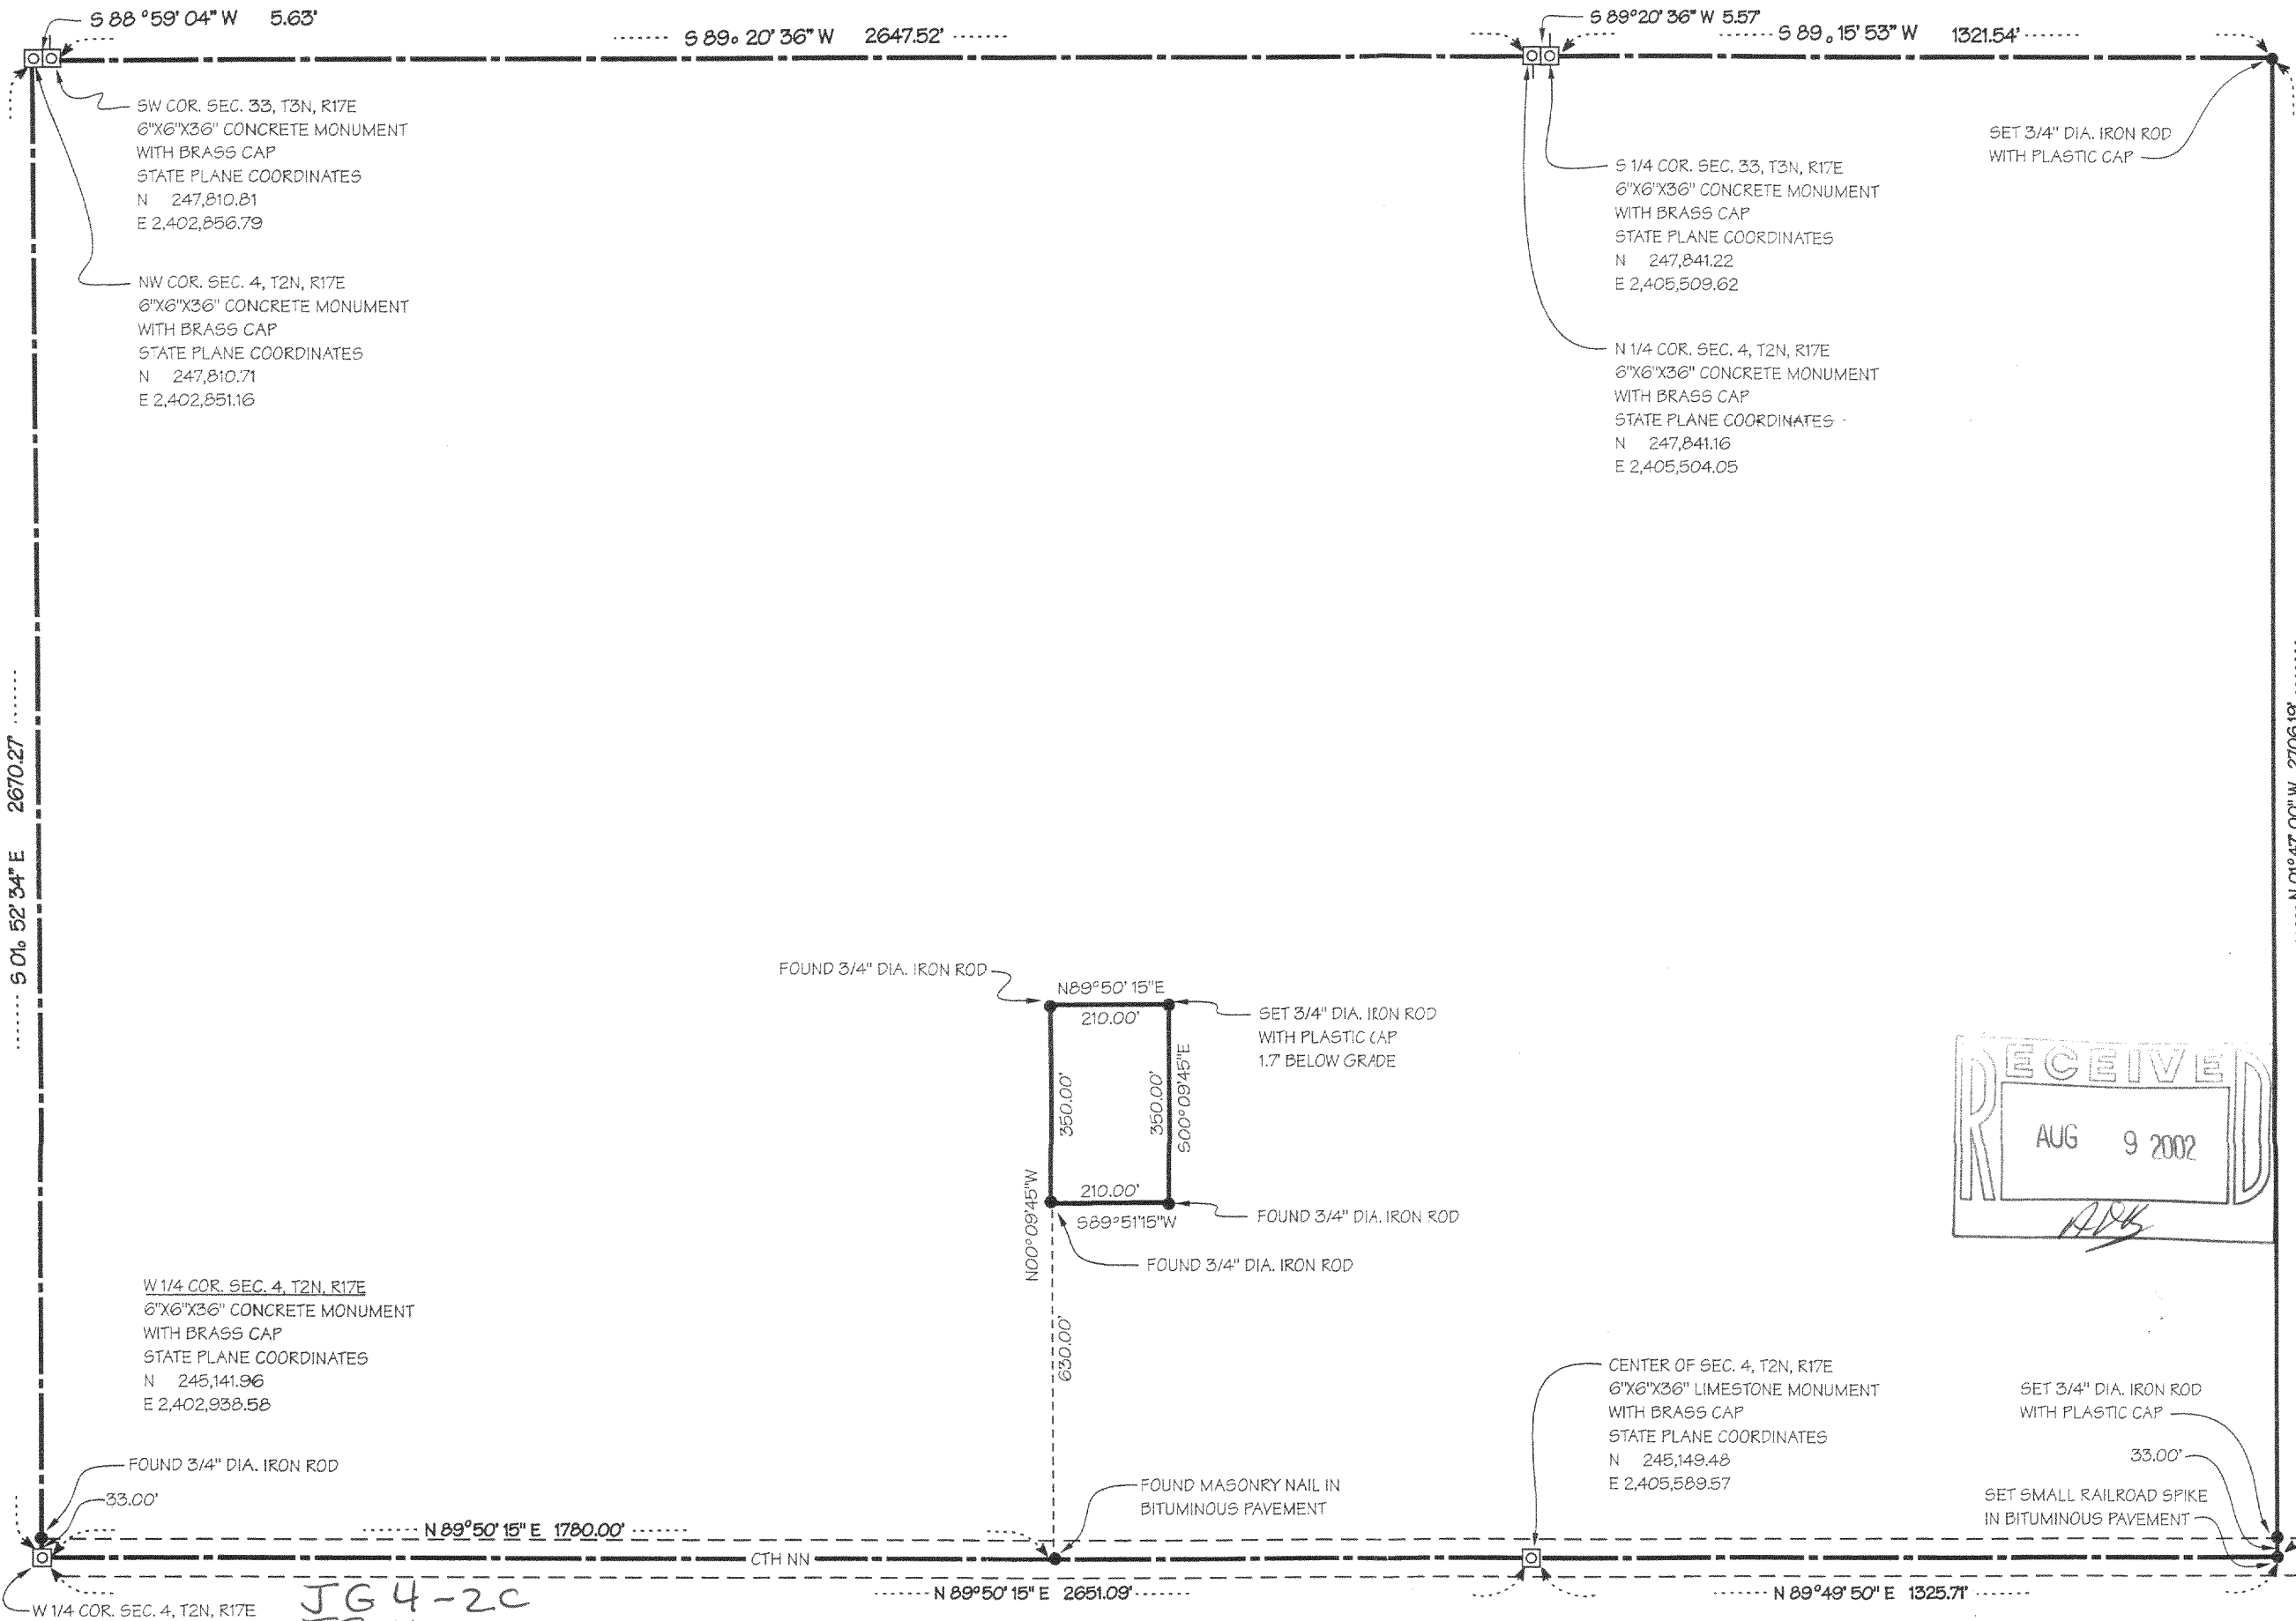 S 88°59'04" W 5.63'
S 89° 20' 36" W 2647.52'
S 89°20'36" W 5.57'
S 89° 15' 53" W 1321.54'
SW COR. SEC. 33, T3N, R17E
6"X6"X36" CONCRETE MONUMENT
WITH BRASS CAP
STATE PLANE COORDINATES
N 247,810.81
E 2,402,856.79
NW COR. SEC. 4, T2N, R17E
6"X6"X36" CONCRETE MONUMENT
WITH BRASS CAP
STATE PLANE COORDINATES
N 247,810.71
E 2,402,851.16
S 1/4 COR. SEC. 33, T3N, R17E
6"X6"X36" CONCRETE MONUMENT
WITH BRASS CAP
STATE PLANE COORDINATES
N 247,841.22
E 2,405,509.62
N 1/4 COR. SEC. 4, T2N, R17E
6"X6"X36" CONCRETE MONUMENT
WITH BRASS CAP
STATE PLANE COORDINATES
N 247,841.16
E 2,405,504.05
SET 3/4" DIA. IRON ROD
WITH PLASTIC CAP
S 01° 52' 34" E 2670.27'
N 01°47'00" W 2706.19'
FOUND 3/4" DIA. IRON ROD
N89°50'15"E
210.00'
SET 3/4" DIA. IRON ROD
WITH PLASTIC CAP
1.7' BELOW GRADE
350.00'
350.00'
S00°09'45"E
210.00'
S89°51'15"W
N00°09'45"W
FOUND 3/4" DIA. IRON ROD
FOUND 3/4" DIA. IRON ROD
630.00'
RECEIVED
AUG 9 2002
W 1/4 COR. SEC. 4, T2N, R17E
6"X6"X36" CONCRETE MONUMENT
WITH BRASS CAP
STATE PLANE COORDINATES
N 245,141.96
E 2,402,938.58
CENTER OF SEC. 4, T2N, R17E
6"X6"X36" LIMESTONE MONUMENT
WITH BRASS CAP
STATE PLANE COORDINATES
N 245,149.48
E 2,405,589.57
SET 3/4" DIA. IRON ROD
WITH PLASTIC CAP
33.00'
SET SMALL RAILROAD SPIKE
IN BITUMINOUS PAVEMENT
FOUND 3/4" DIA. IRON ROD
33.00'
FOUND MASONRY NAIL IN
BITUMINOUS PAVEMENT
N 89°50'15" E 1780.00'
CTH NN
N 89°50'15" E 2651.09'
N 89°49'50" E 1325.71'
W 1/4 COR. SEC. 4, T2N, R17E
JG 4-2C